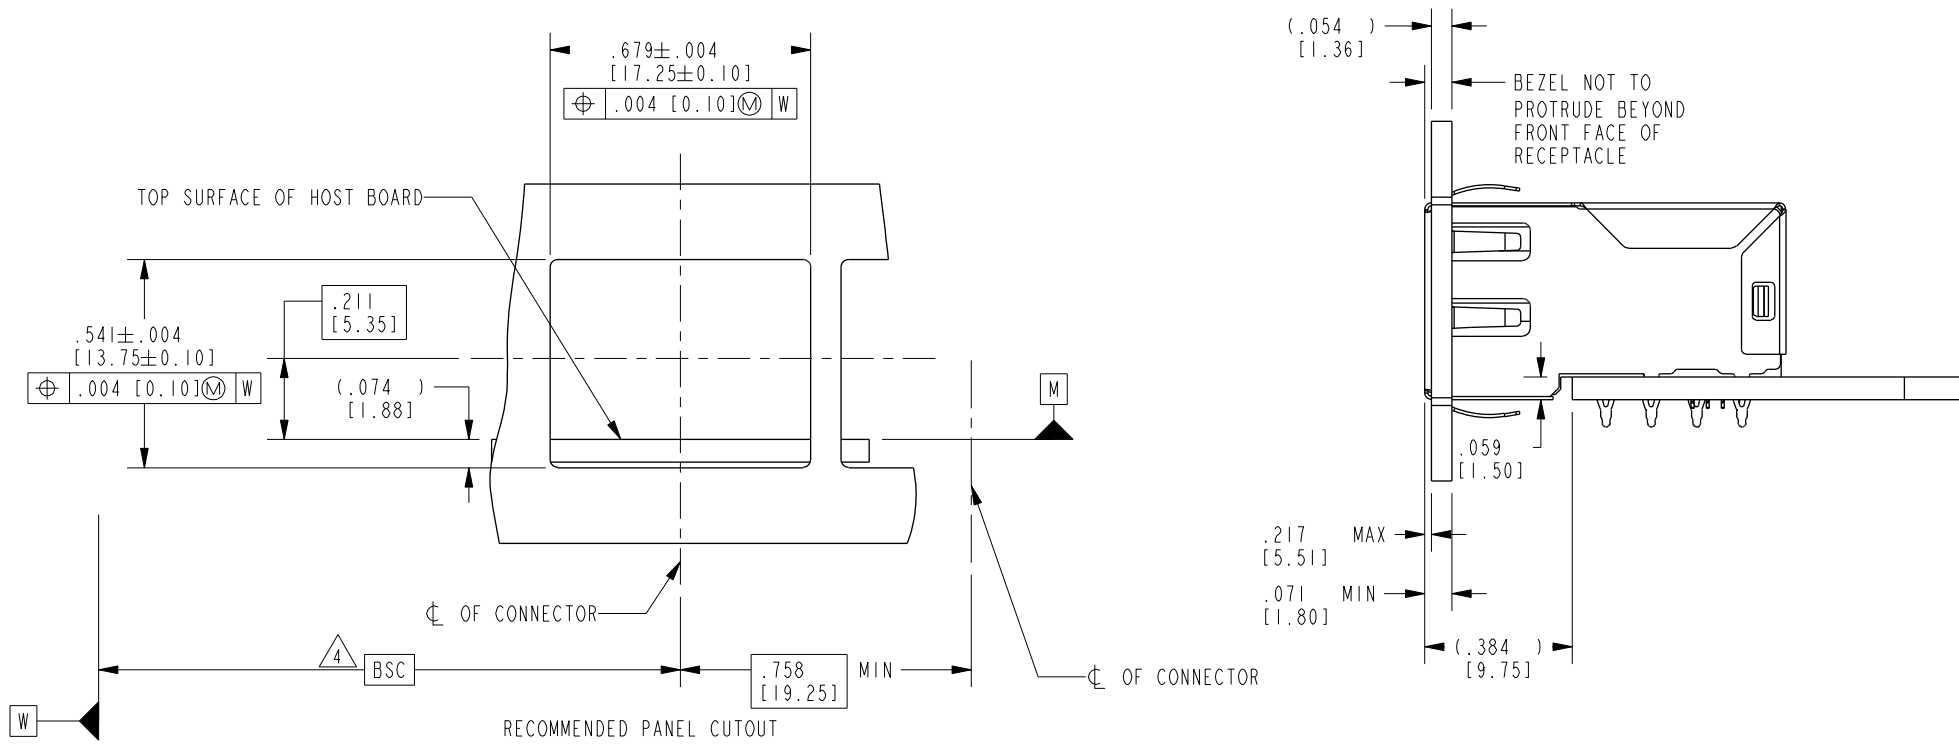 .679±.004
[17.25±0.10]
⌖ .004 [0.10]Ⓜ W
TOP SURFACE OF HOST BOARD
.211
[5.35]
.541±.004
[13.75±0.10]
⌖ .004 [0.10]Ⓜ W
(.074 )
[1.88]
M
℄ OF CONNECTOR
4
BSC
.758
[19.25]
MIN
℄ OF CONNECTOR
W
RECOMMENDED PANEL CUTOUT
(.054 )
[1.36]
BEZEL NOT TO
PROTRUDE BEYOND
FRONT FACE OF
RECEPTACLE
.059
[1.50]
.217 MAX
[5.51]
.071 MIN
[1.80]
(.384 )
[9.75]